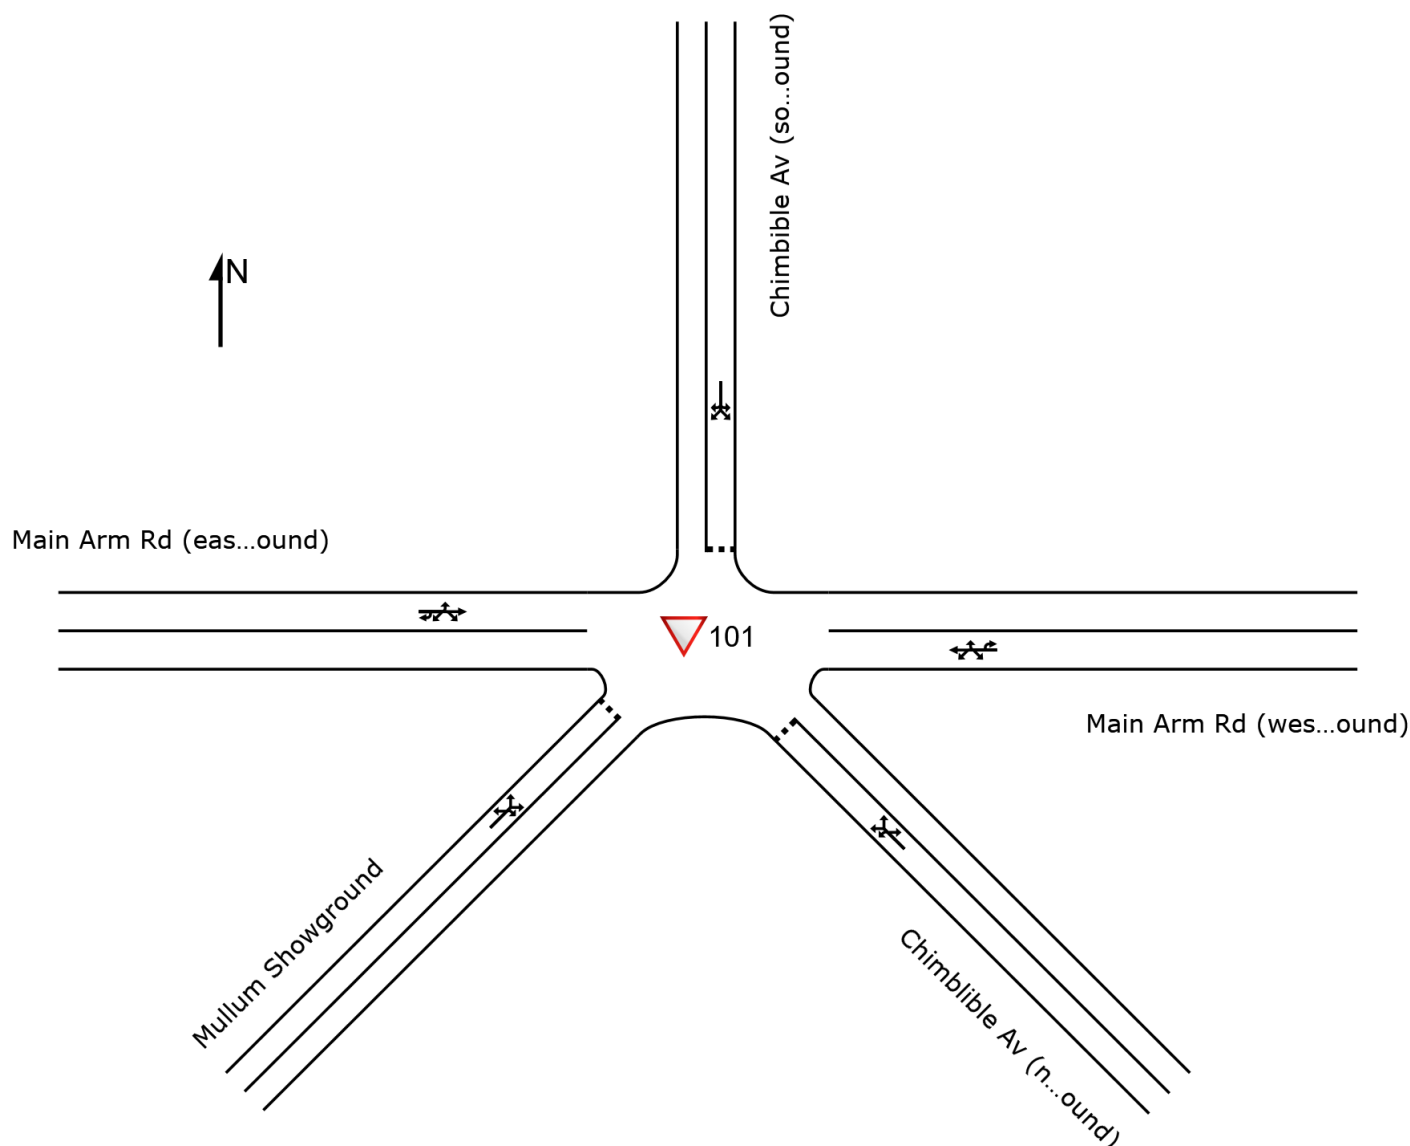 Chimbible Av (so...ound)
N
Main Arm Rd (eas...ound)
101
Main Arm Rd (wes...ound)
Mullum Showground
Chimblible Av (n...ound)